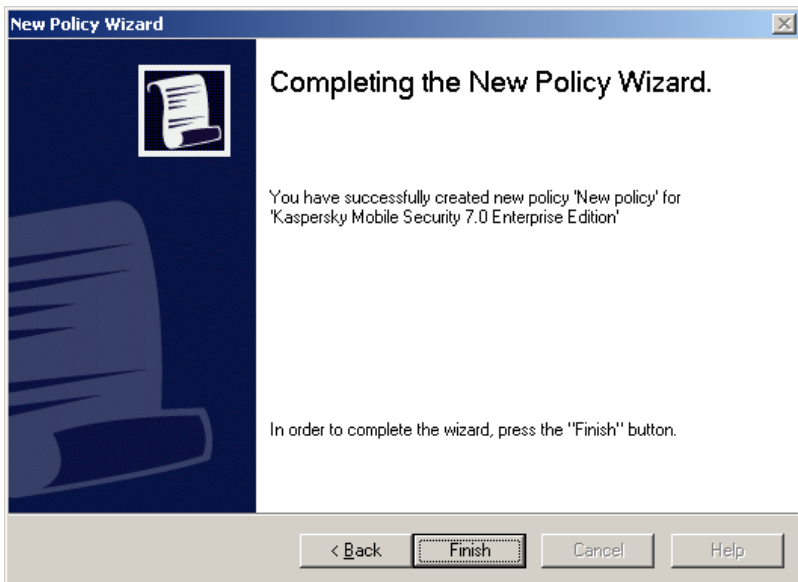 New Policy Wizard
Completing the New Policy Wizard.
You have successfully created new policy 'New policy' for
'Kaspersky Mobile Security 7.0 Enterprise Edition'
In order to complete the wizard, press the "Finish" button.
< Back Finish Cancel Help